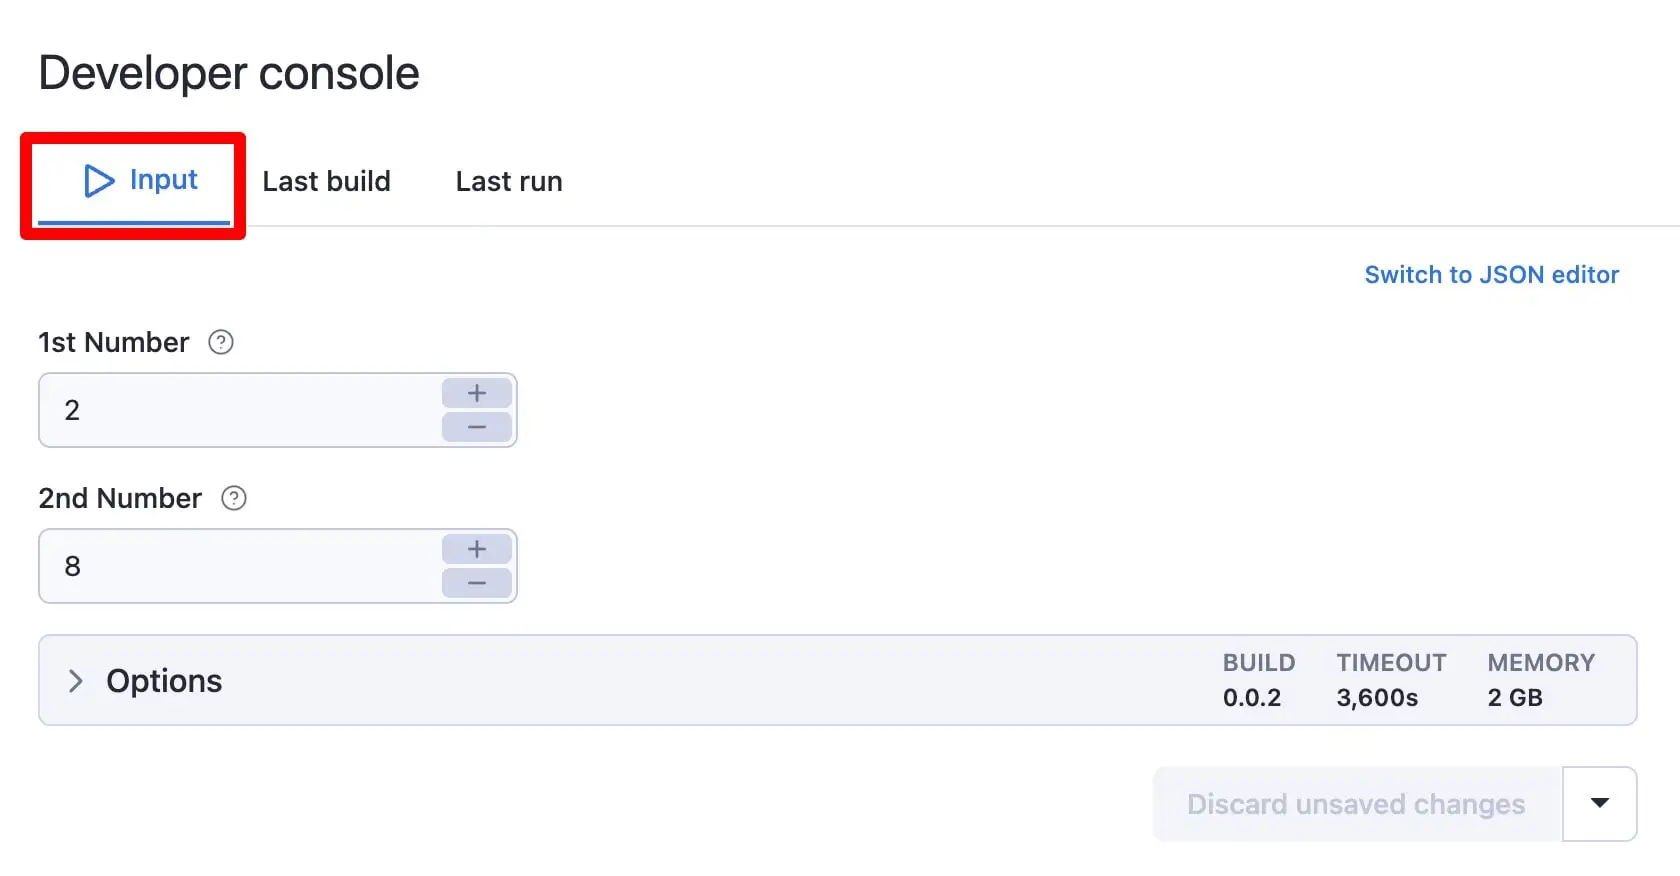 Developer console
Input
Last build
Last run
Switch to JSON editor
1st Number ?
2
2nd Number ?
8
Options
BUILD TIMEOUT MEMORY
0.0.2 3,600s 2 GB
Discard unsaved changes